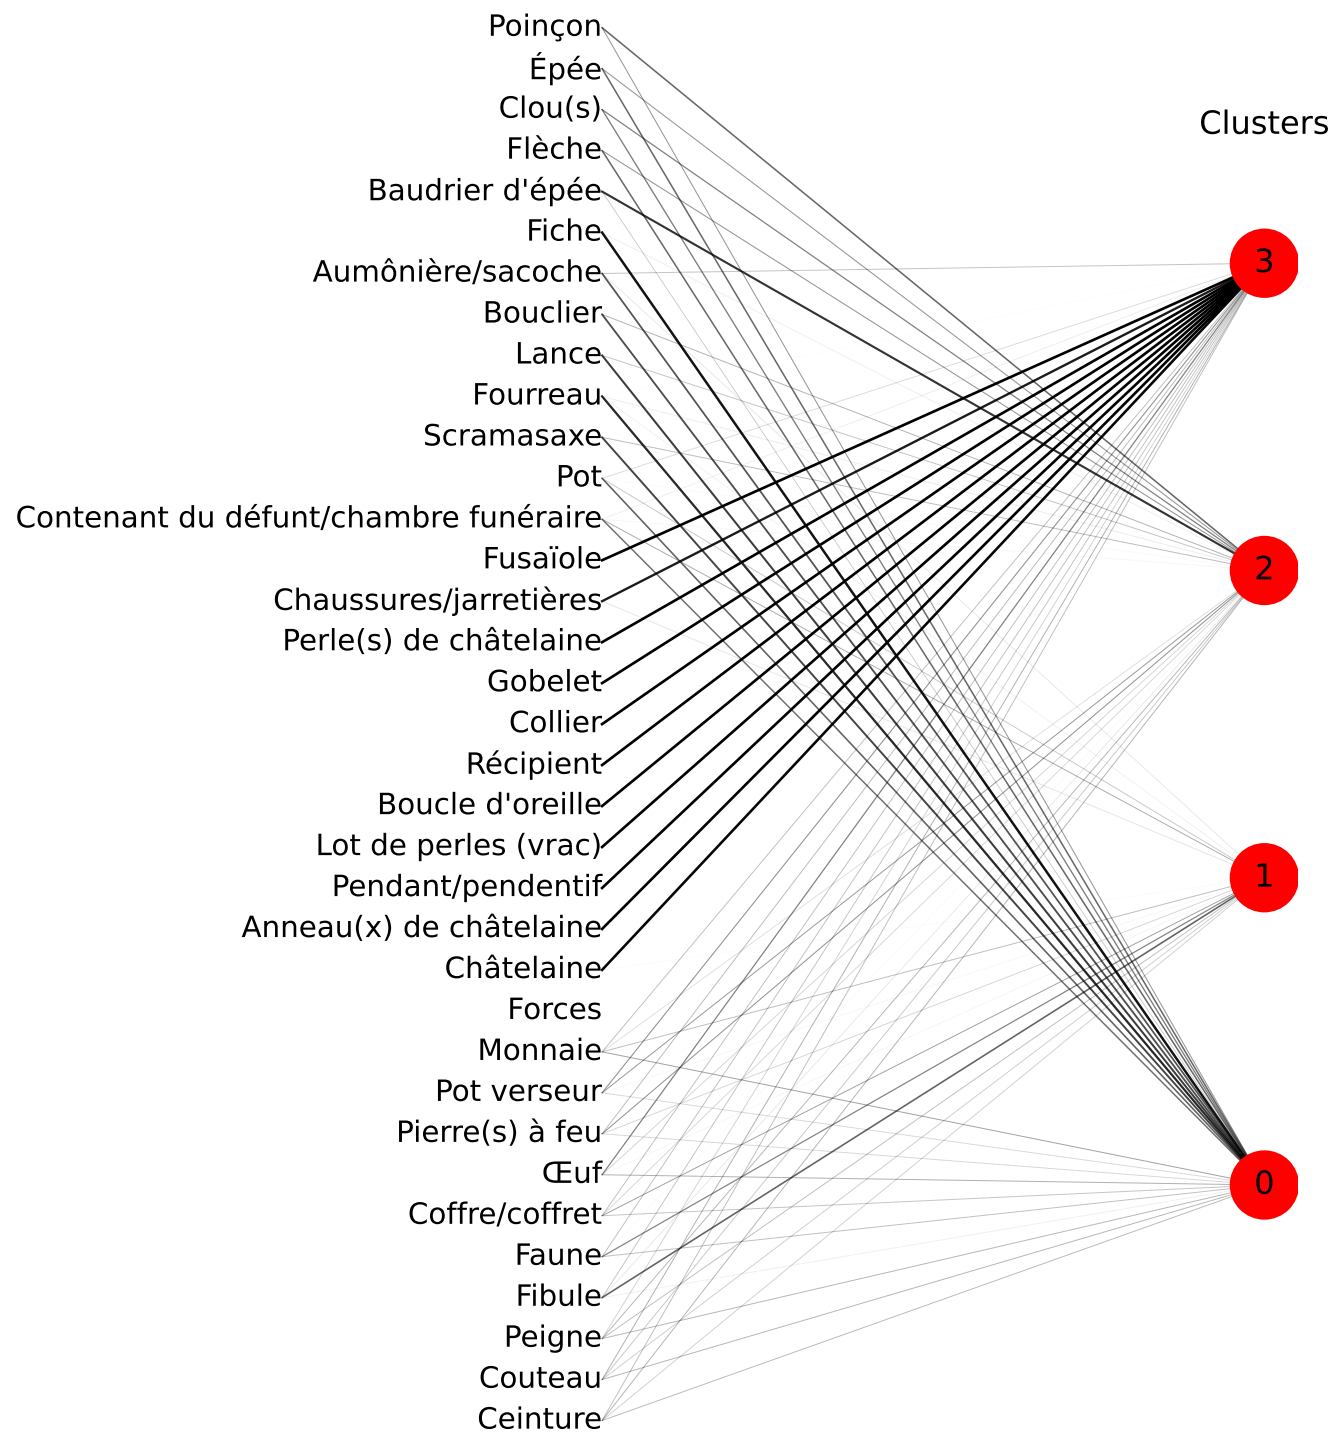 Poinçon
Épée
Clou(s)
Flèche
Baudrier d'épée
Fiche
Aumônière/sacoche
Bouclier
Lance
Fourreau
Scramasaxe
Pot
Contenant du défunt/chambre funéraire
Fusaïole
Chaussures/jarretières
Perle(s) de châtelaine
Gobelet
Collier
Récipient
Boucle d'oreille
Lot de perles (vrac)
Pendant/pendentif
Anneau(x) de châtelaine
Châtelaine
Forces
Monnaie
Pot verseur
Pierre(s) à feu
Œuf
Coffre/coffret
Faune
Fibule
Peigne
Couteau
Ceinture
Clusters
3
2
1
0